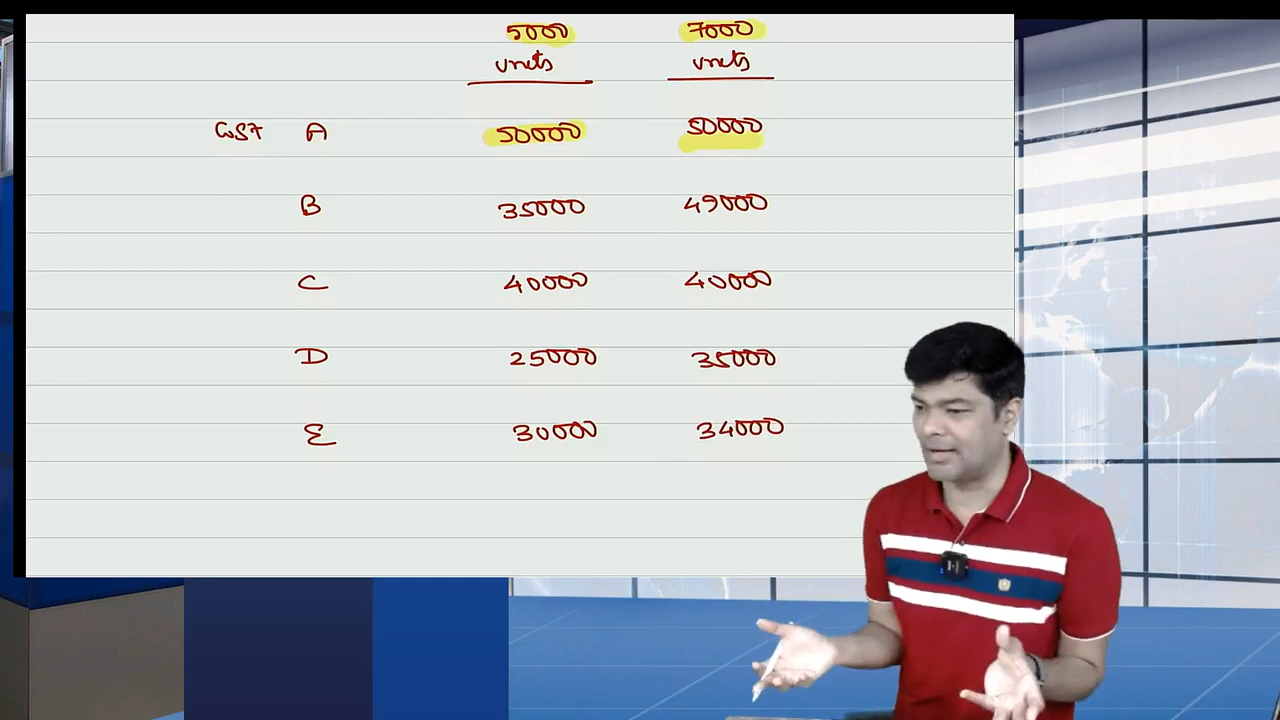 5000 7000
units units
Cost A 50000 50000
B 35000 49000
C 40000 40000
D 25000 35000
E 30000 34000